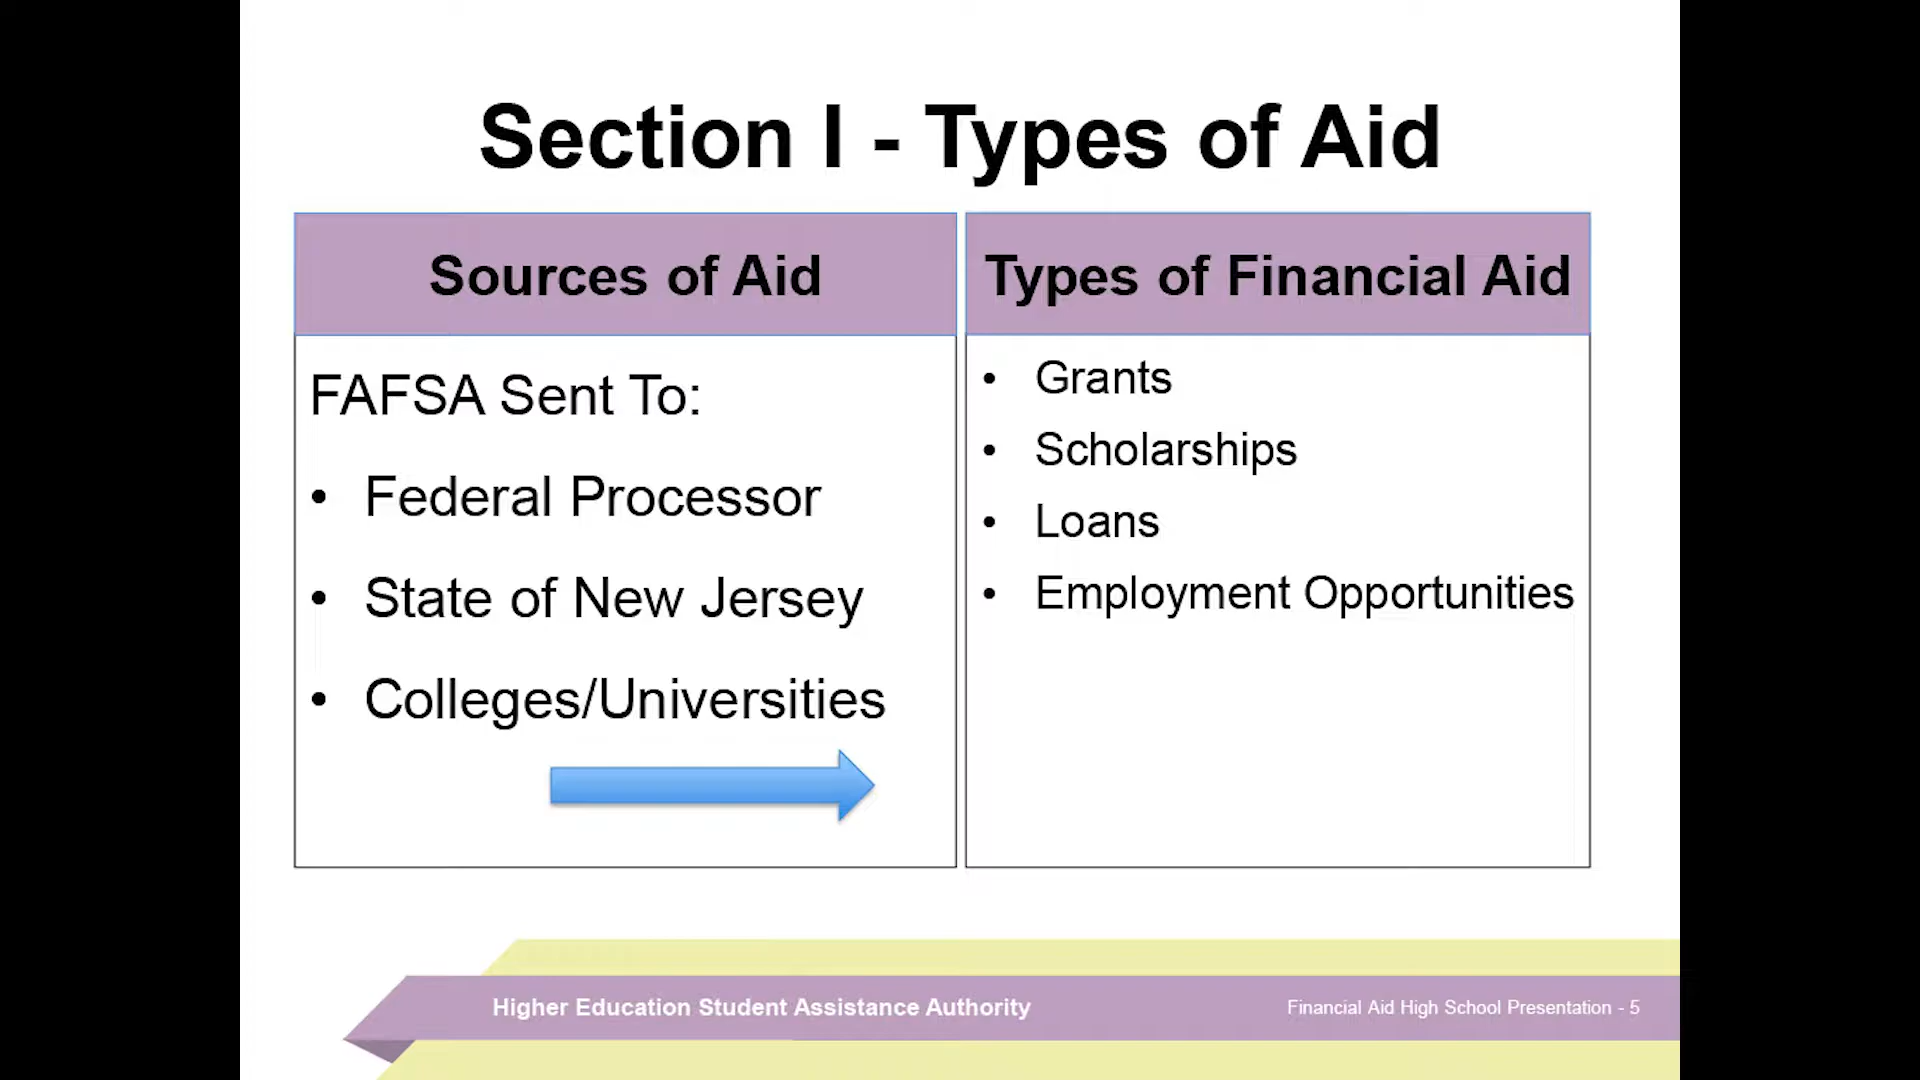 Section I - Types of Aid
Sources of Aid
FAFSA Sent To:
• Federal Processor
• State of New Jersey
• Colleges/Universities
Types of Financial Aid
• Grants
• Scholarships
• Loans
• Employment Opportunities
Higher Education Student Assistance Authority
Financial Aid High School Presentation - 5